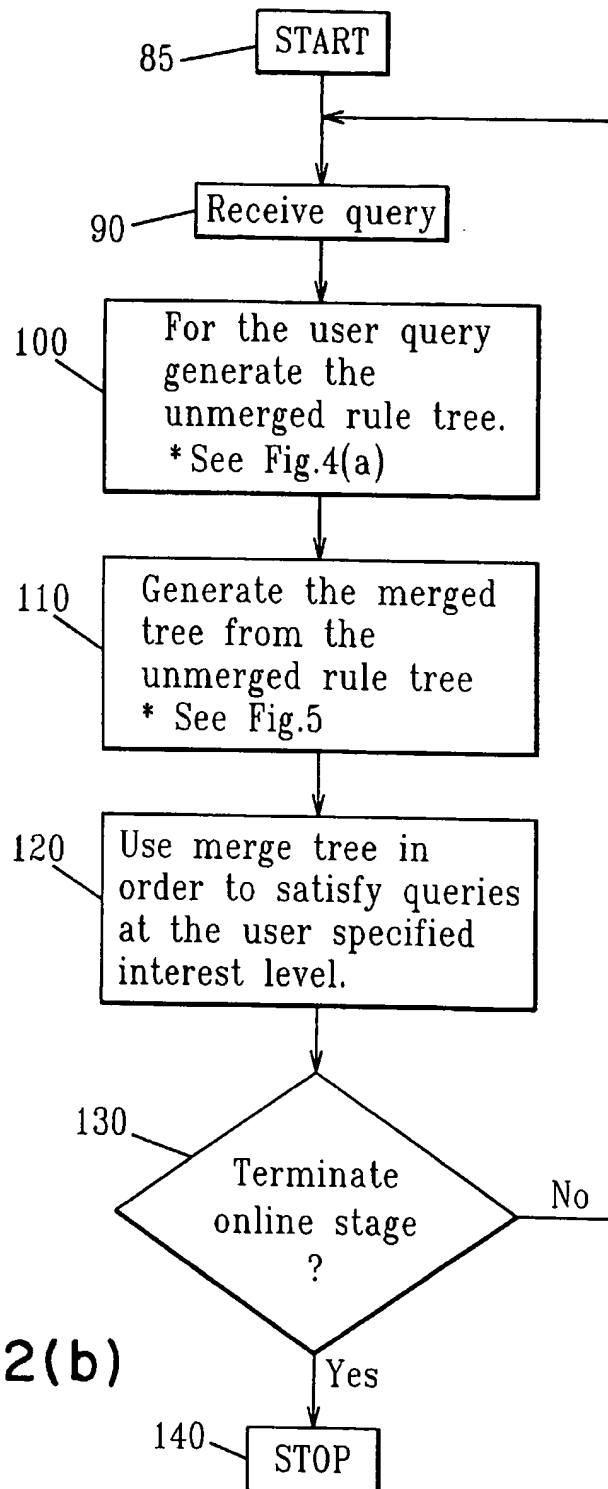 85
START
90
Receive query
100
For the user query
generate the
unmerged rule tree.
* See Fig.4(a)
110
Generate the merged
tree from the
unmerged rule tree
* See Fig.5
120
Use merge tree in
order to satisfy queries
at the user specified
interest level.
130
Terminate
online stage
?
No
2(b)
Yes
140
STOP